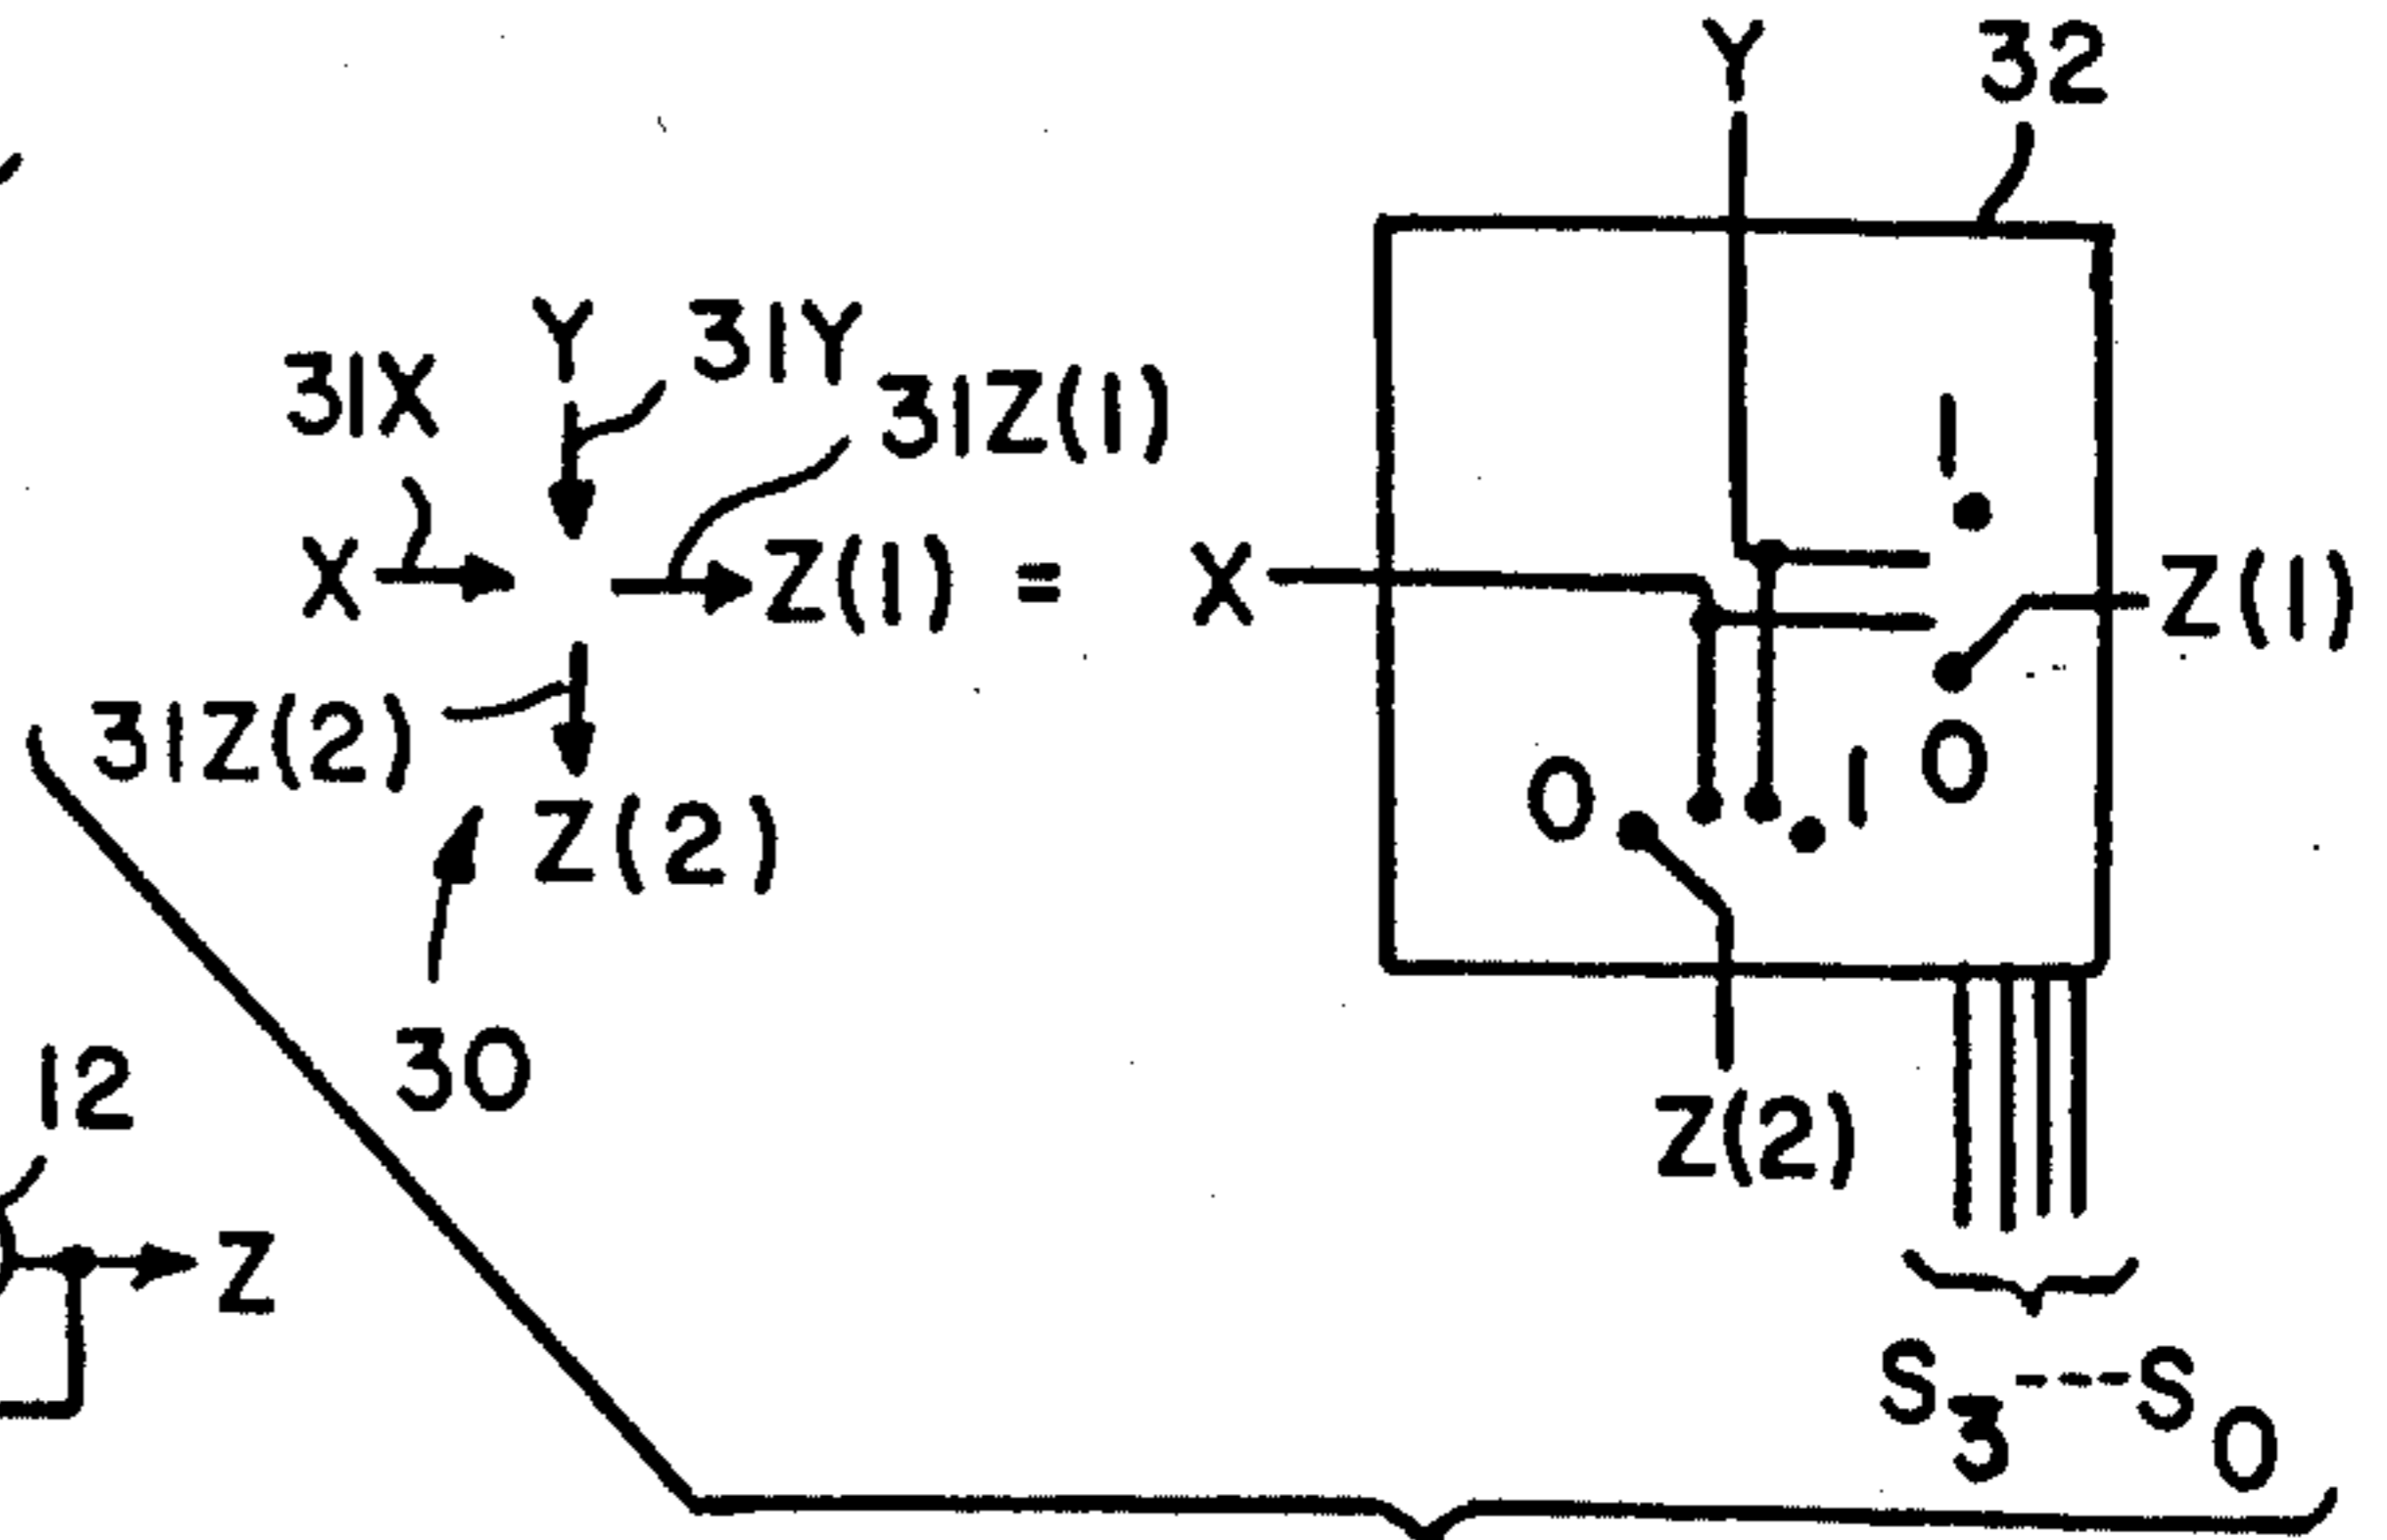 Y 32
Y 31Y
31X 31Z(1)
1
X Z(1) = X Z(1)
31Z(2)
0 1 0
Z(2)
30
12
Z(2)
Z
S3---S0